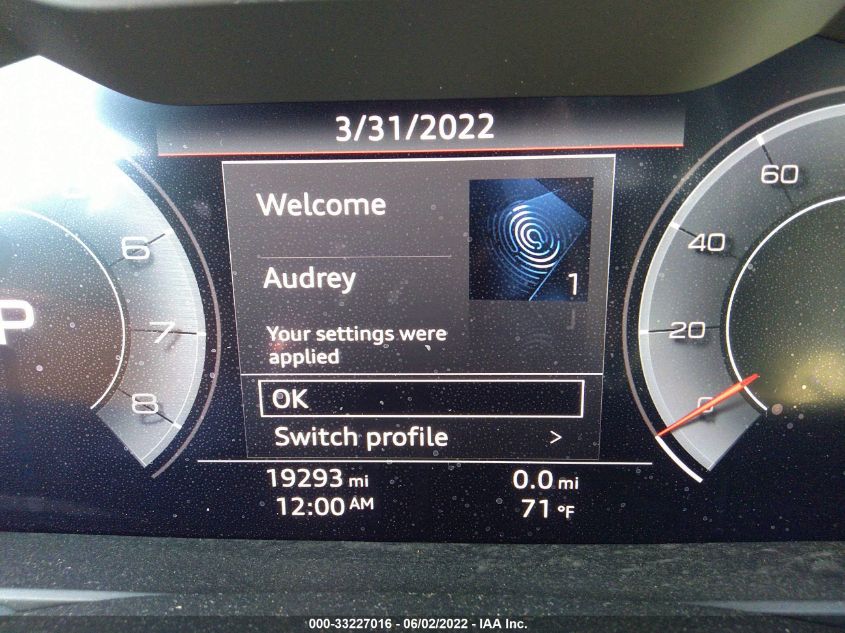 3/31/2022
Welcome
Audrey
1
Your settings were
applied
OK
Switch profile >
19293 mi 0.0 mi
12:00 AM 71 °F
P
6
7
8
60
40
20
0
000-33227016 - 06/02/2022 - IAA Inc.